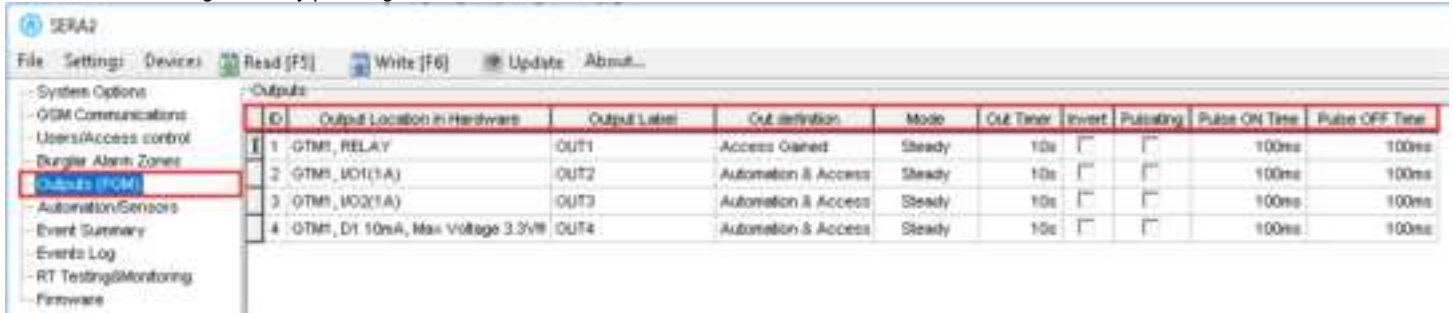 SERA2
File Settings Devices Read [F5] Write [F6] Update About...
System Options
GSM Communications
Users/Access control
Burglar Alarm Zones
Outputs (PGM)
Automation/Sensors
Event Summary
Events Log
RT Testing&Monitoring
Firmware
Outputs
ID Output Location in Hardware Output Label Out definition Mode Out Timer Invert Pulsating Pulse ON Time Pulse OFF Time
1 GTM1, RELAY OUT1 Access Gained Steady 10s 100ms 100ms
2 GTM1, I/O1(1A) OUT2 Automation & Access Steady 10s 100ms 100ms
3 GTM1, I/O2(1A) OUT3 Automation & Access Steady 10s 100ms 100ms
4 GTM1, D1 10mA, Max Voltage 3.3V!!! OUT4 Automation & Access Steady 10s 100ms 100ms